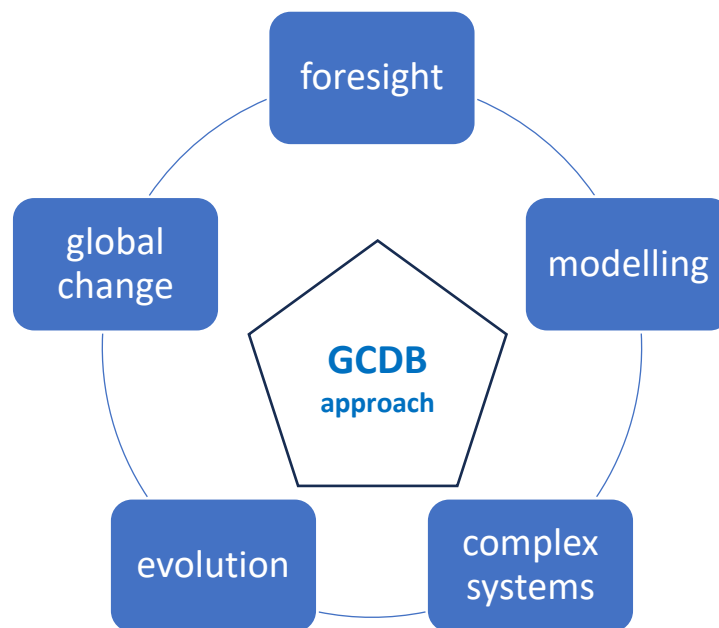 foresight
global
change
modelling
GCDB
approach
evolution
complex
systems